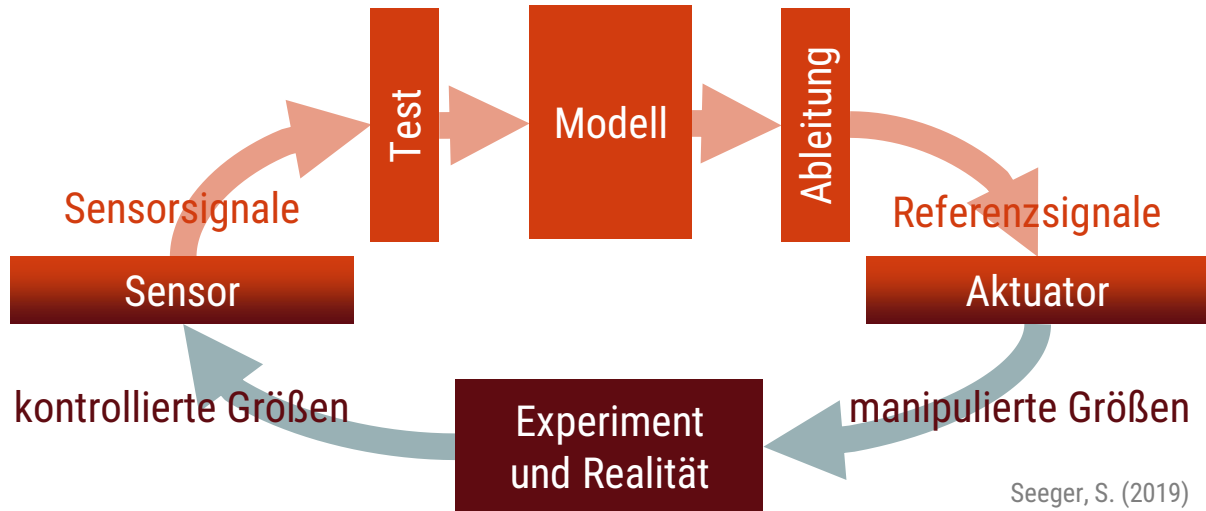 Test
Modell
Ableitung
Sensorsignale
Referenzsignale
Sensor
Aktuator
kontrollierte Größen
Experiment
und Realität
manipulierte Größen
Seeger, S. (2019)